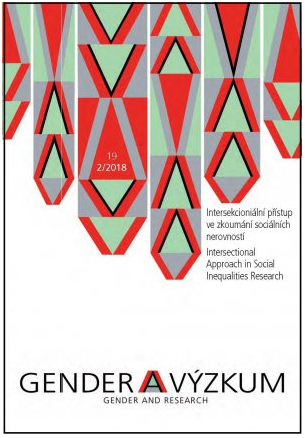 19
2/2018
Intersekcioniální přístup
ve zkoumání sociálních
nerovností
Intersectional
Approach in Social
Inequalities Research
GENDER A VÝZKUM
GENDER AND RESEARCH